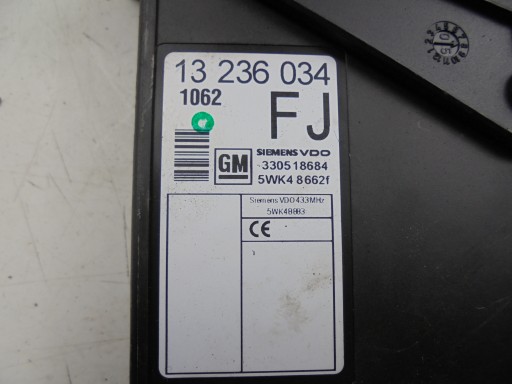 13 236 034
1062
FJ
GM
SIEMENS VDO
330518684
5WK4 8662f
Siemens VDO 433MHz
5WK48883
CE